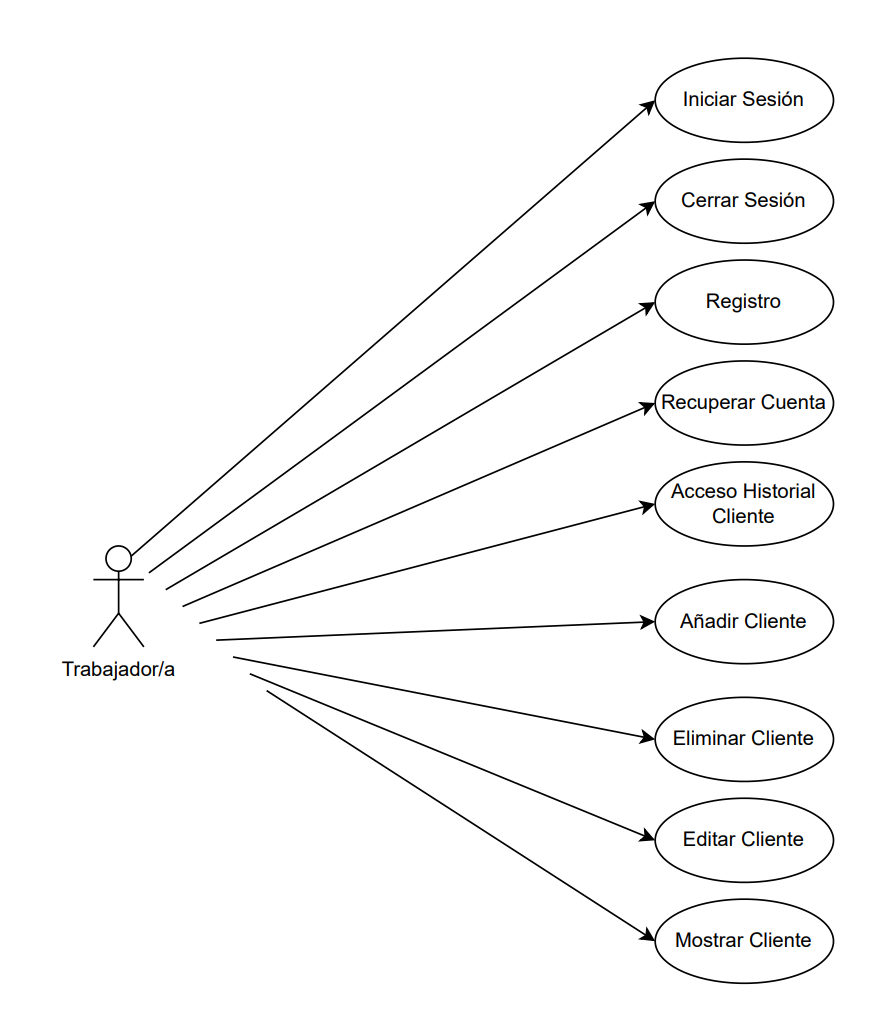 Iniciar Sesión
Cerrar Sesión
Registro
Recuperar Cuenta
Acceso Historial
Cliente
Añadir Cliente
Trabajador/a
Eliminar Cliente
Editar Cliente
Mostrar Cliente